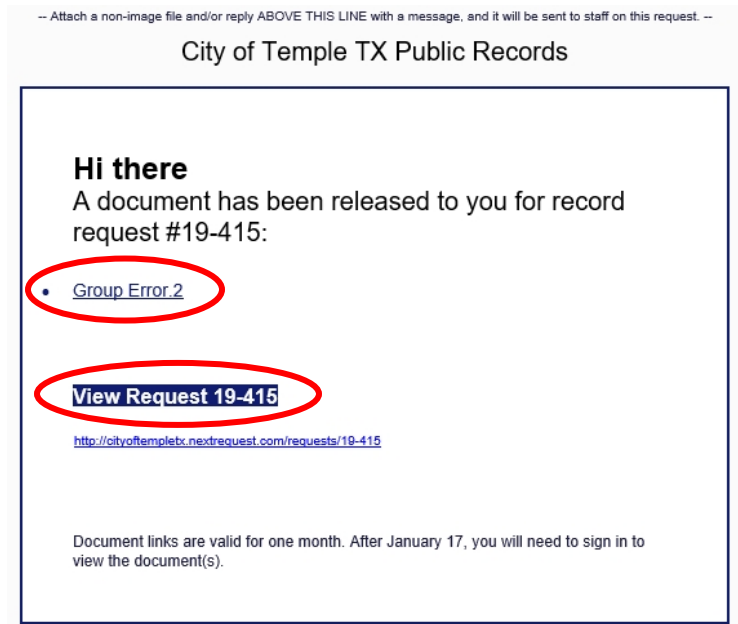 -- Attach a non-image file and/or reply ABOVE THIS LINE with a message, and it will be sent to staff on this request. --
City of Temple TX Public Records
Hi there
A document has been released to you for record
request #19-415:
• Group Error.2
View Request 19-415
http://cityoftempletx.nextrequest.com/requests/19-415
Document links are valid for one month. After January 17, you will need to sign in to
view the document(s).